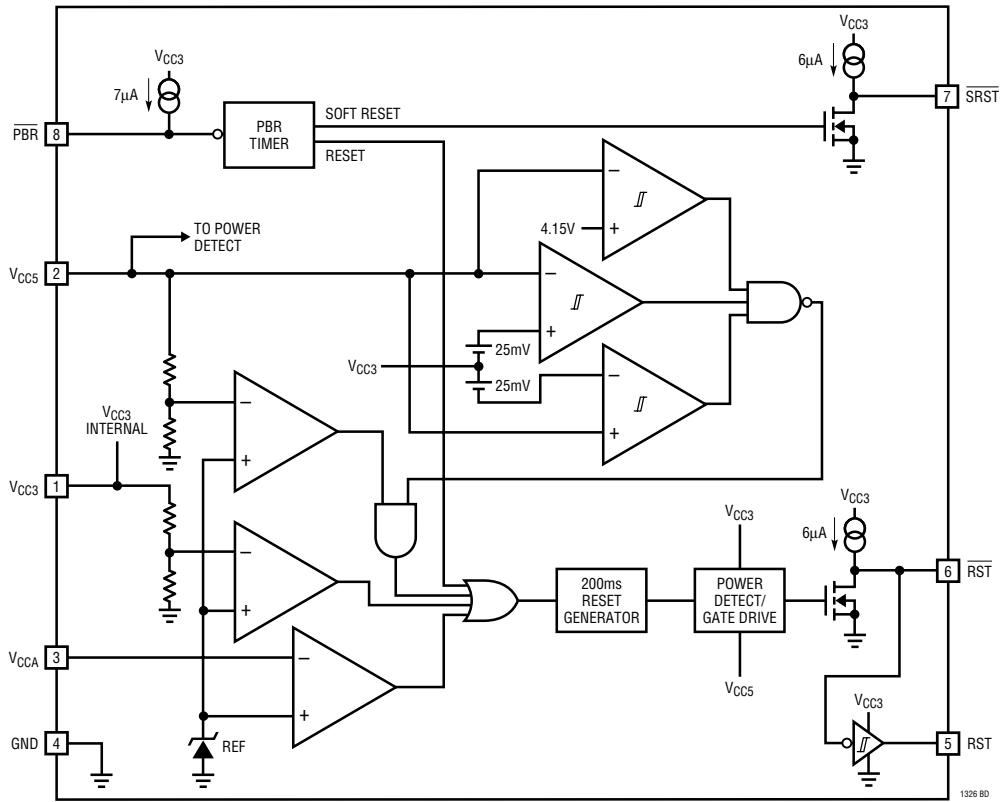 VCC3
7µA
PBR
8
PBR
TIMER
SOFT RESET
RESET
VCC3
6µA
7
SRST
TO POWER
DETECT
VCC5
2
−
4.15V
+
−
+
25mV
VCC3
25mV
−
+
VCC3
INTERNAL
−
+
VCC3
1
−
+
VCC3
6µA
6
RST
VCC3
200ms
RESET
GENERATOR
POWER
DETECT/
GATE DRIVE
VCC5
VCCA
3
−
+
REF
GND
4
VCC3
5
RST
1326 BD